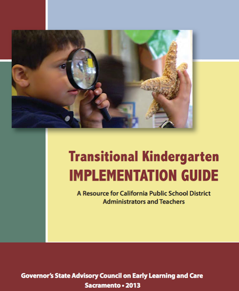 Transitional Kindergarten
IMPLEMENTATION GUIDE
A Resource for California Public School District
Administrators and Teachers
Governor's State Advisory Council on Early Learning and Care
Sacramento • 2013